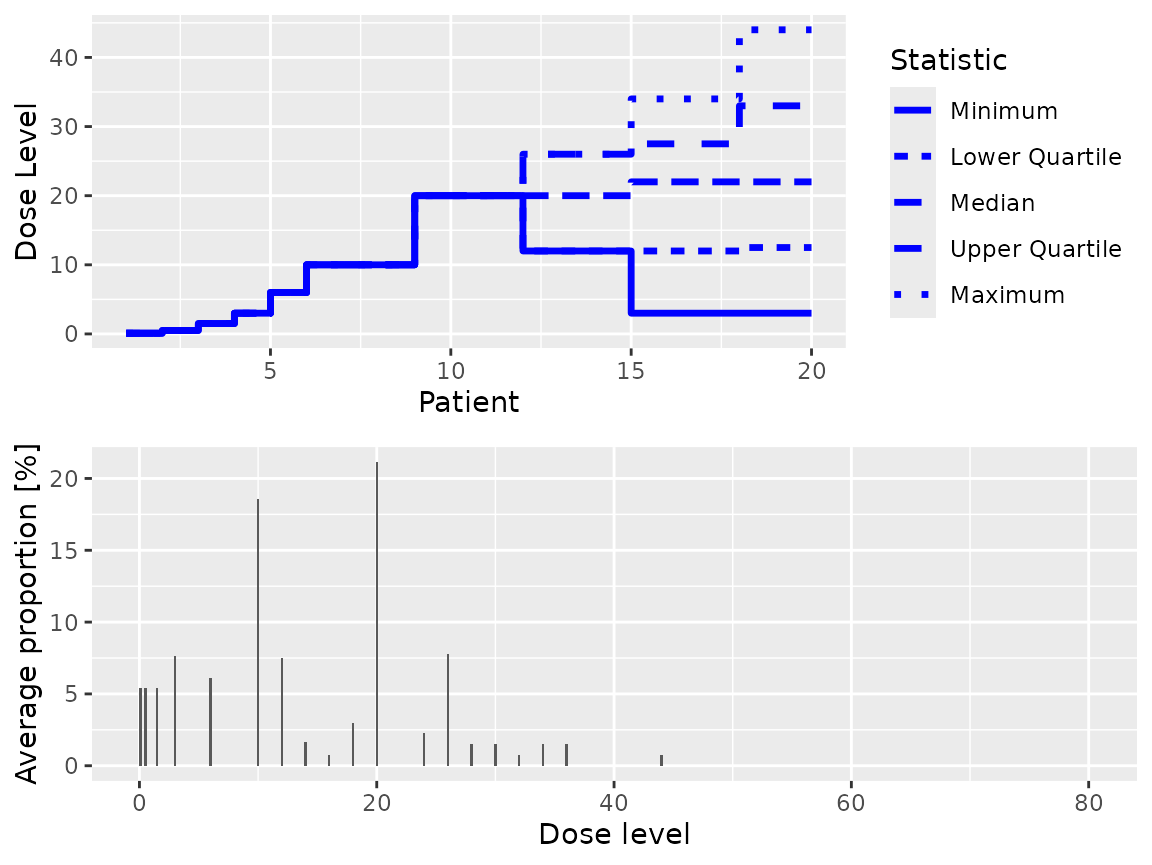 Dose Level
40
30
20
10
0
5 10 15 20
Patient
Statistic
Minimum
Lower Quartile
Median
Upper Quartile
Maximum
Average proportion [%]
20
15
10
5
0
0 20 40 60 80
Dose level